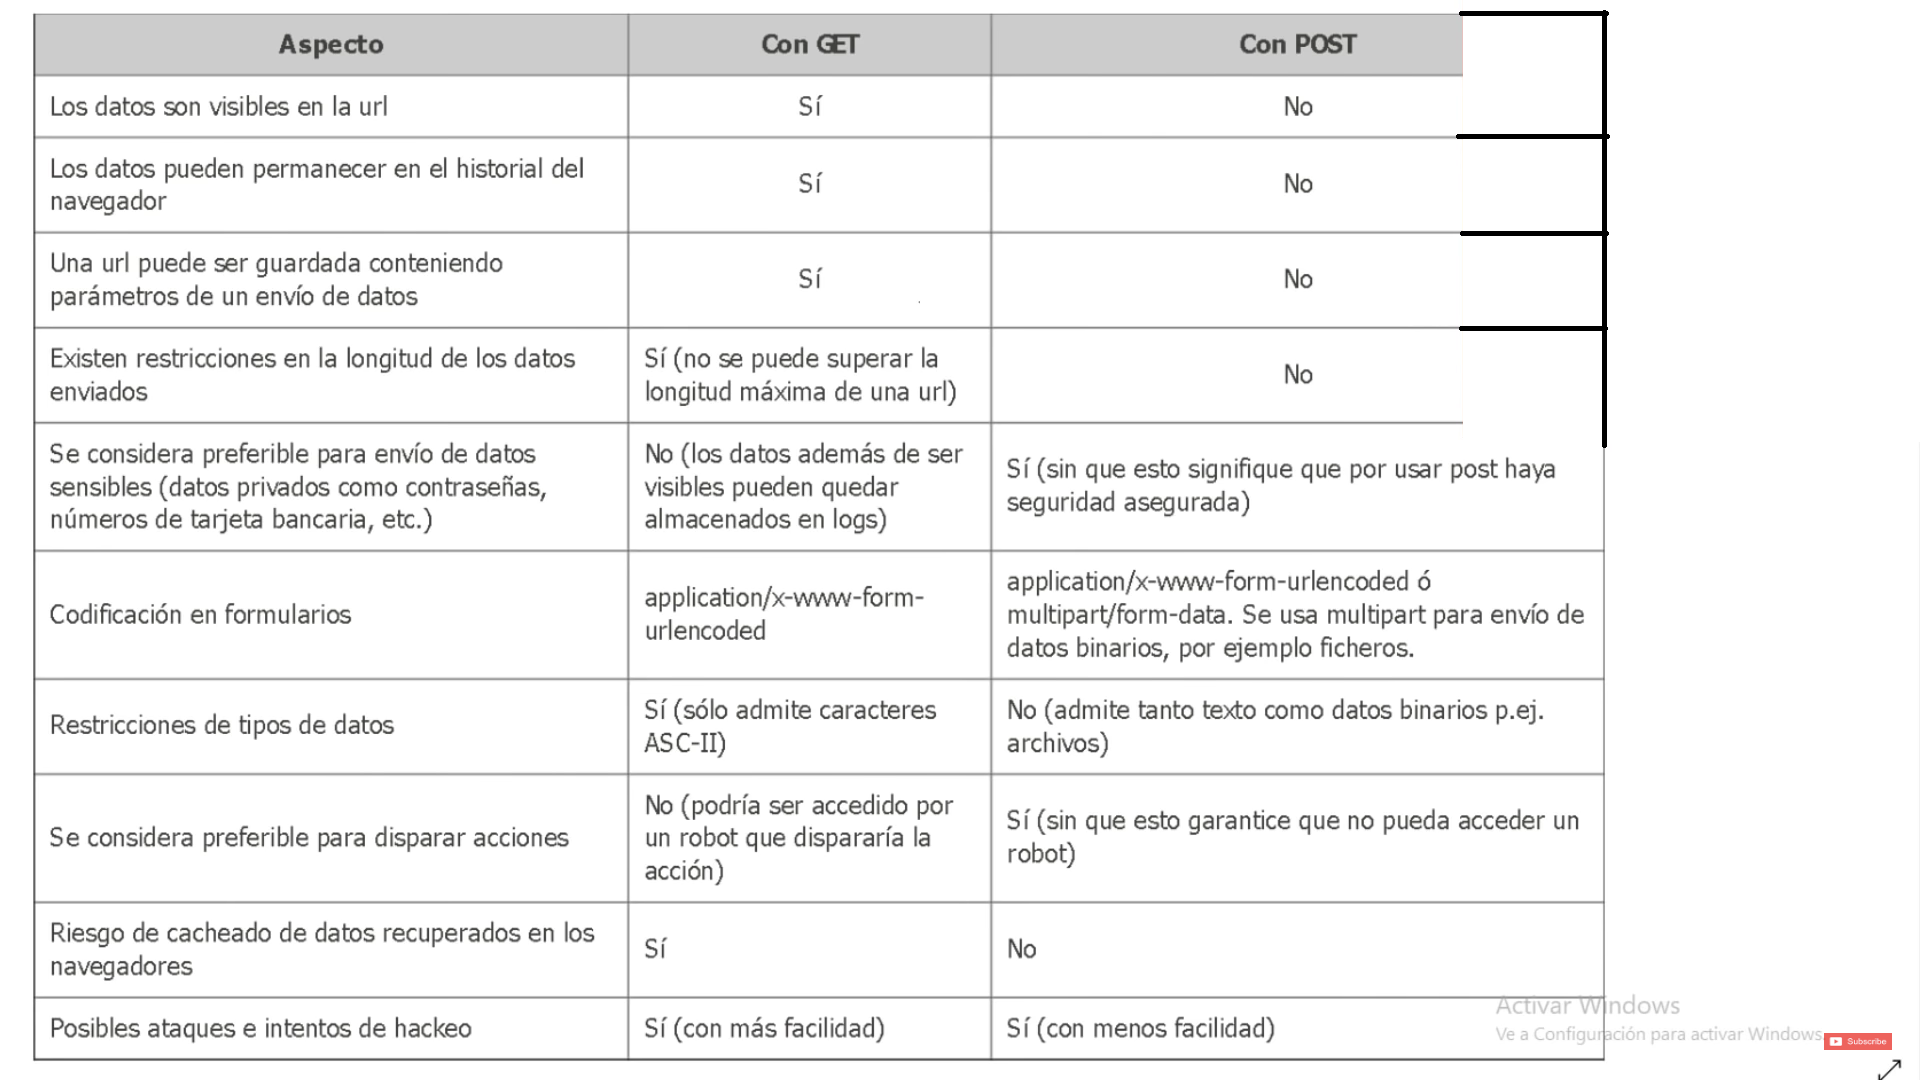 Aspecto
Con GET
Con POST
Los datos son visibles en la url
Sí
No
Los datos pueden permanecer en el historial del
navegador
Sí
No
Una url puede ser guardada conteniendo
parámetros de un envío de datos
Sí
No
Existen restricciones en la longitud de los datos
enviados
Sí (no se puede superar la
longitud máxima de una url)
No
Se considera preferible para envío de datos
sensibles (datos privados como contraseñas,
números de tarjeta bancaria, etc.)
No (los datos además de ser
visibles pueden quedar
almacenados en logs)
Sí (sin que esto signifique que por usar post haya
seguridad asegurada)
Codificación en formularios
application/x-www-form-
urlencoded
application/x-www-form-urlencoded ó
multipart/form-data. Se usa multipart para envío de
datos binarios, por ejemplo ficheros.
Restricciones de tipos de datos
Sí (sólo admite caracteres
ASC-II)
No (admite tanto texto como datos binarios p.ej.
archivos)
Se considera preferible para disparar acciones
No (podría ser accedido por
un robot que dispararía la
acción)
Sí (sin que esto garantice que no pueda acceder un
robot)
Riesgo de cacheado de datos recuperados en los
navegadores
Sí
No
Posibles ataques e intentos de hackeo
Sí (con más facilidad)
Sí (con menos facilidad)
Activar Windows
Ve a Configuración para activar Windows.
Subscribe